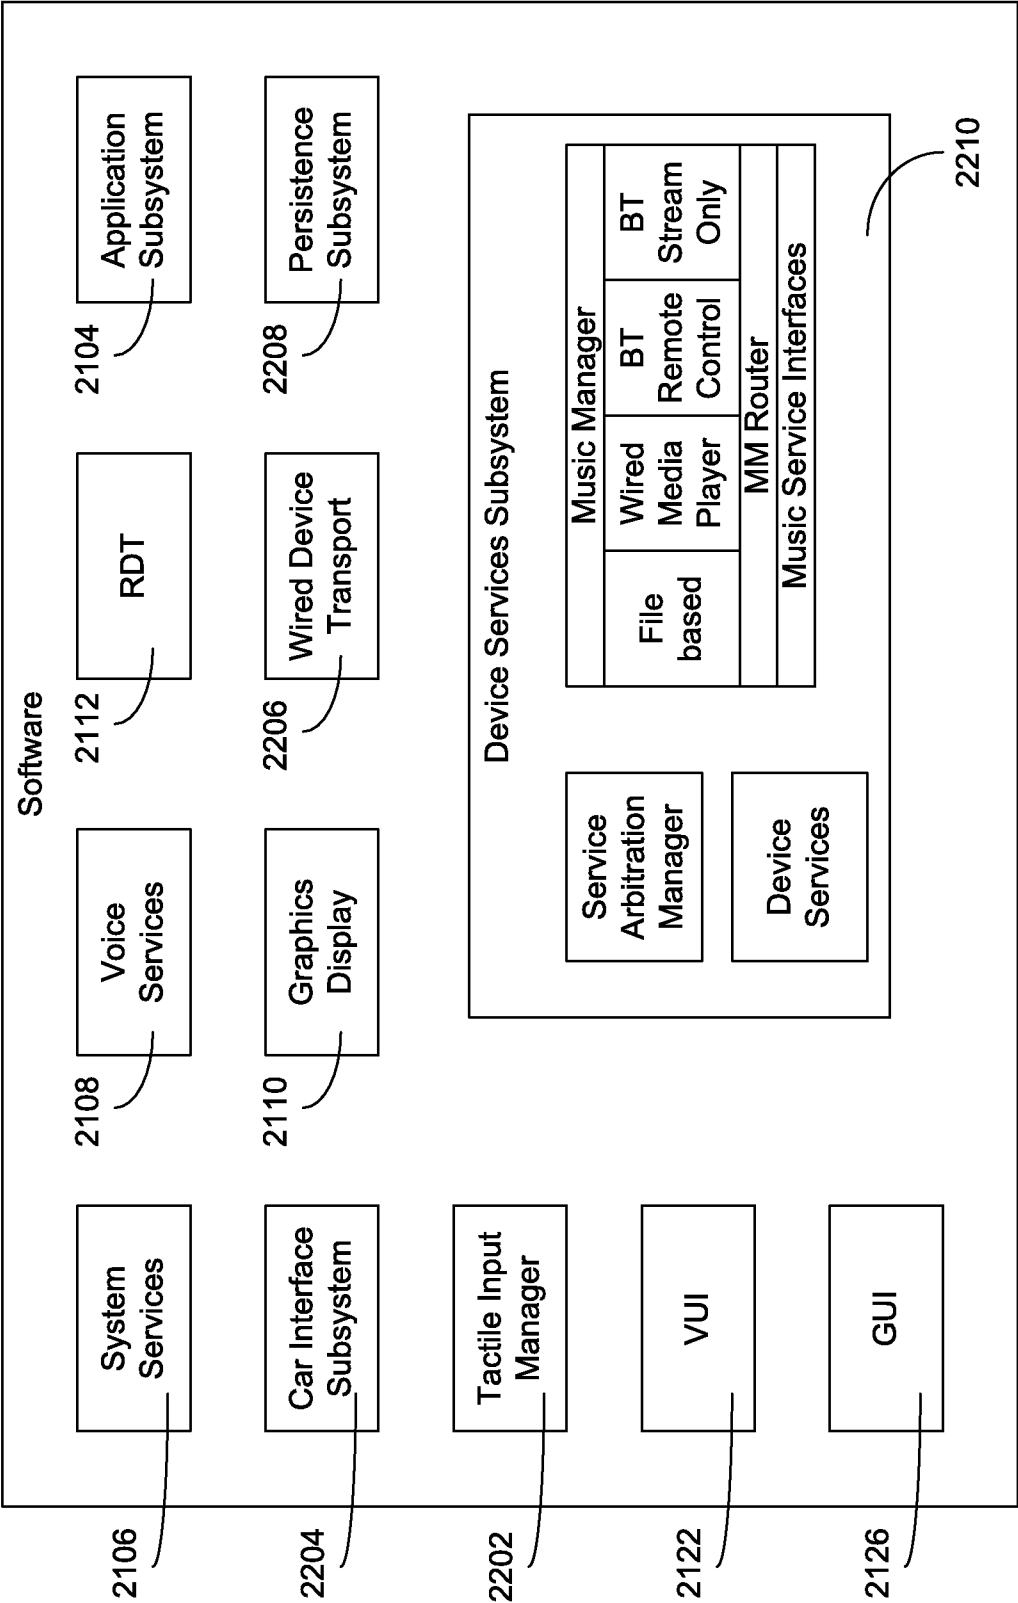 Software
System
Services
2106
Voice
Services
2108
RDT
2112
Application
Subsystem
2104
Car Interface
Subsystem
2204
Graphics
Display
2110
Wired Device
Transport
2206
Persistence
Subsystem
2208
Tactile Input
Manager
2202
VUI
2122
GUI
2126
Device Services Subsystem
Service
Arbitration
Manager
Device
Services
Music Manager
File
based
Wired
Media
Player
BT
Remote
Control
BT
Stream
Only
MM Router
Music Service Interfaces
2210